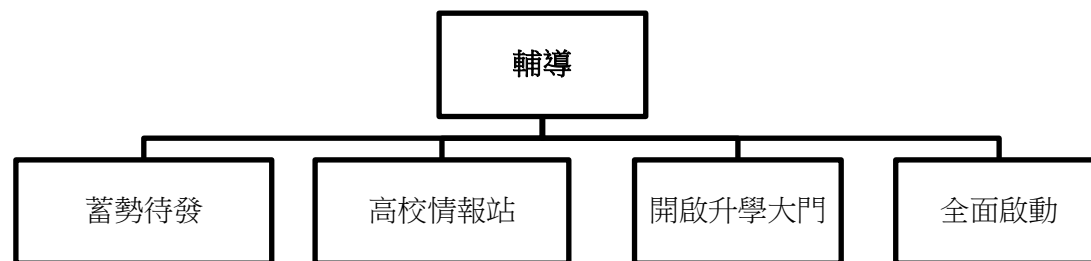 輔導
蓄勢待發
高校情報站
開啟升學大門
全面啟動